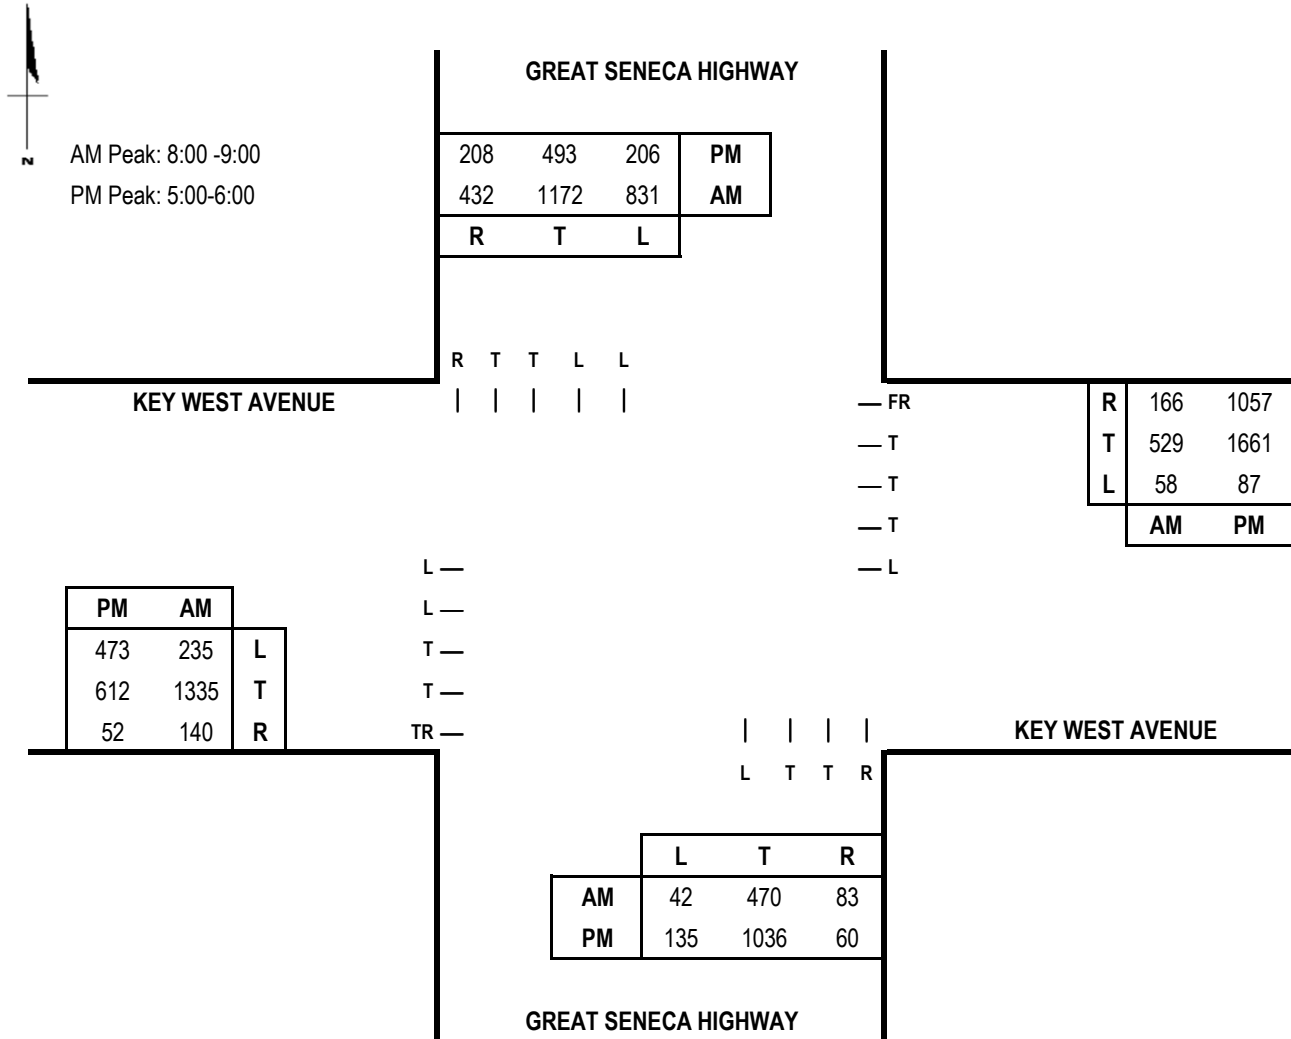 GREAT SENECA HIGHWAY
N
AM Peak: 8:00 -9:00
PM Peak: 5:00-6:00
208 493 206 PM
432 1172 831 AM
R T L
R T T L L
KEY WEST AVENUE
FR
T
T
T
L
R 166 1057
T 529 1661
L 58 87
AM PM
L
L
T
T
TR
PM AM
473 235 L
612 1335 T
52 140 R
KEY WEST AVENUE
L T T R
L T R
AM 42 470 83
PM 135 1036 60
GREAT SENECA HIGHWAY